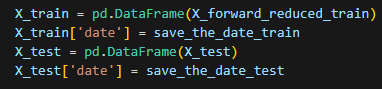 X_train = pd.DataFrame(X_forward_reduced_train)
X_train['date'] = save_the_date_train
X_test = pd.DataFrame(X_test)
X_test['date'] = save_the_date_test